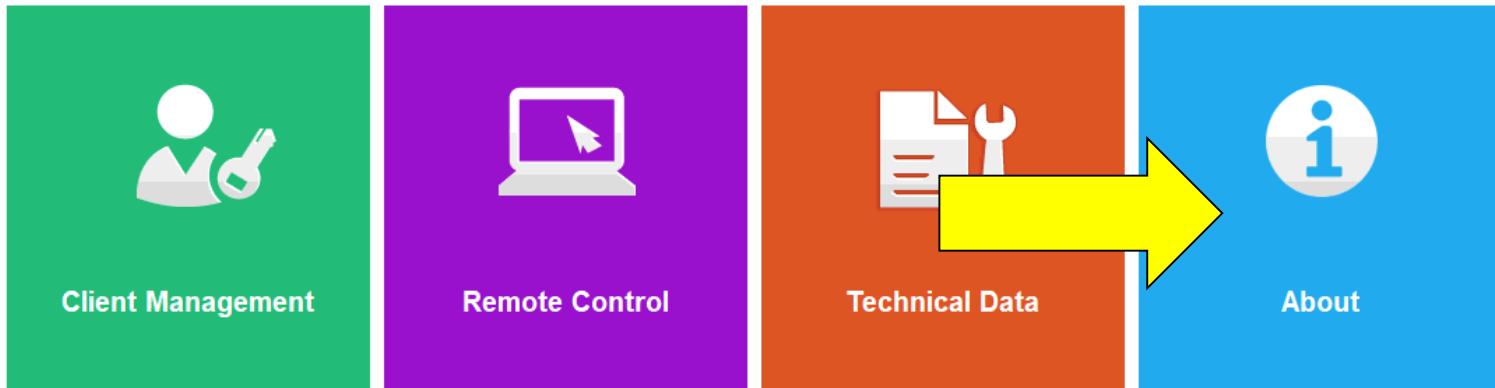 Client Management
Remote Control
Technical Data
About